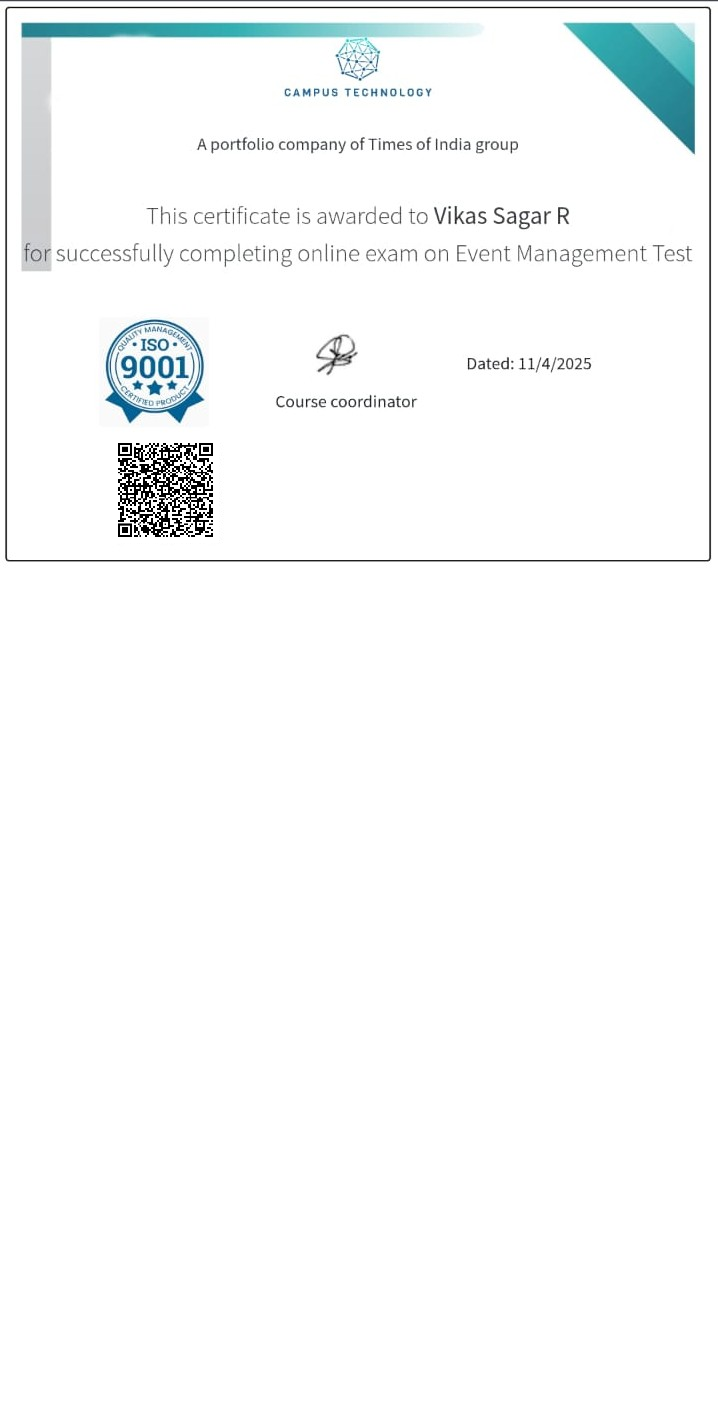 CAMPUS TECHNOLOGY
A portfolio company of Times of India group
This certificate is awarded to Vikas Sagar R
for successfully completing online exam on Event Management Test
QUALITY MANAGEMENT
ISO
9001
CERTIFIED PRODUCT
Dated: 11/4/2025
Course coordinator